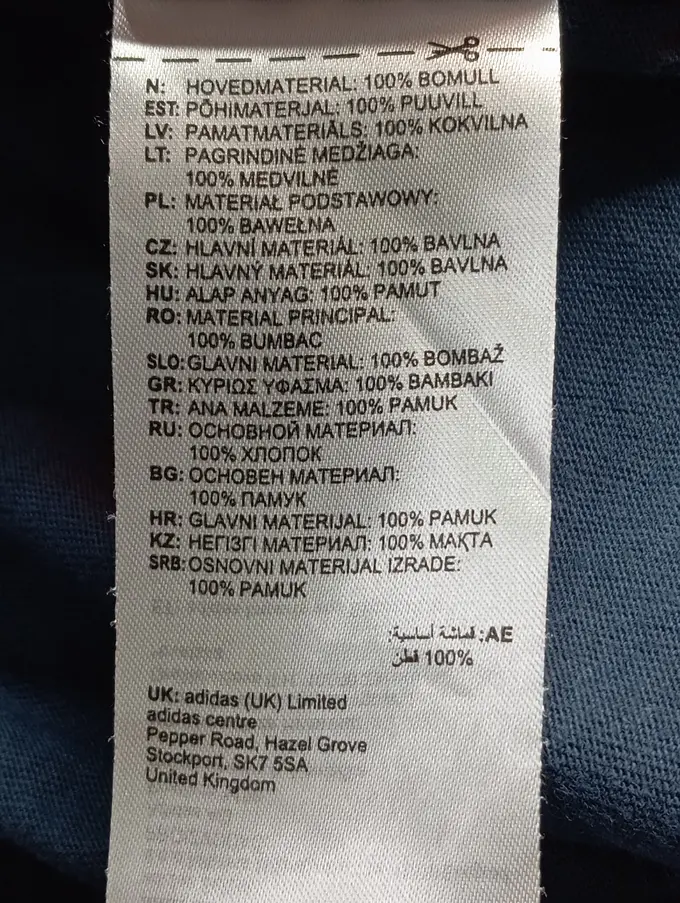 N: HOVEDMATERIAL: 100% BOMULL
EST: PÕHIMATERJAL: 100% PUUVILL
LV: PAMATMATERIĀLS: 100% KOKVILNA
LT: PAGRINDINĖ MEDŽIAGA:
100% MEDVILNĖ
PL: MATERIAŁ PODSTAWOWY:
100% BAWEŁNA
CZ: HLAVNÍ MATERIÁL: 100% BAVLNA
SK: HLAVNÝ MATERIÁL: 100% BAVLNA
HU: ALAP ANYAG: 100% PAMUT
RO: MATERIAL PRINCIPAL:
100% BUMBAC
SLO: GLAVNI MATERIAL: 100% BOMBAŽ
GR: ΚΥΡΙΩΣ ΥΦΑΣΜΑ: 100% ΒΑΜΒΑΚΙ
TR: ANA MALZEME: 100% PAMUK
RU: ОСНОВНОЙ МАТЕРИАЛ:
100% ХЛОПОК
BG: ОСНОВЕН МАТЕРИАЛ:
100% ПАМУК
HR: GLAVNI MATERIJAL: 100% PAMUK
KZ: НЕГІЗГІ МАТЕРИАЛ: 100% МАҚТА
SRB: OSNOVNI MATERIJAL IZRADE:
100% PAMUK
AE: قماشة أساسية:
100% قطن
UK: adidas (UK) Limited
adidas centre
Pepper Road, Hazel Grove
Stockport, SK7 5SA
United Kingdom